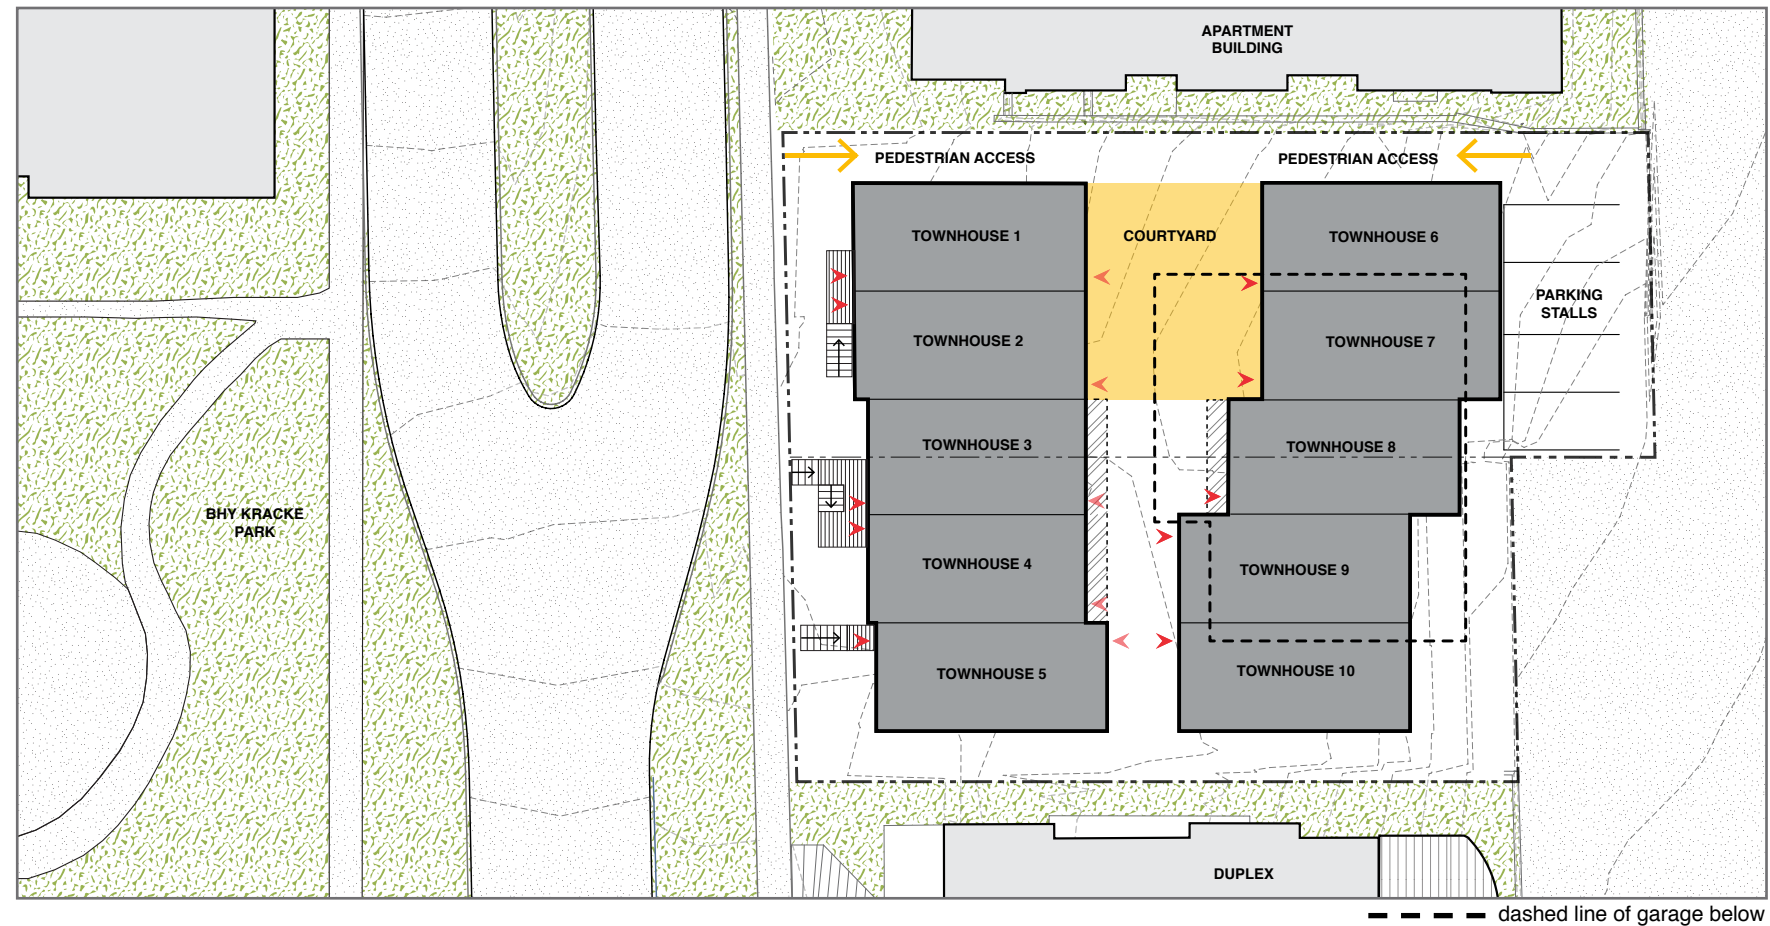 APARTMENT
BUILDING
PEDESTRIAN ACCESS
PEDESTRIAN ACCESS
TOWNHOUSE 1
COURTYARD
TOWNHOUSE 6
PARKING
STALLS
TOWNHOUSE 2
TOWNHOUSE 7
TOWNHOUSE 3
TOWNHOUSE 8
BHY KRACKE
PARK
TOWNHOUSE 4
TOWNHOUSE 9
TOWNHOUSE 5
TOWNHOUSE 10
DUPLEX
dashed line of garage below